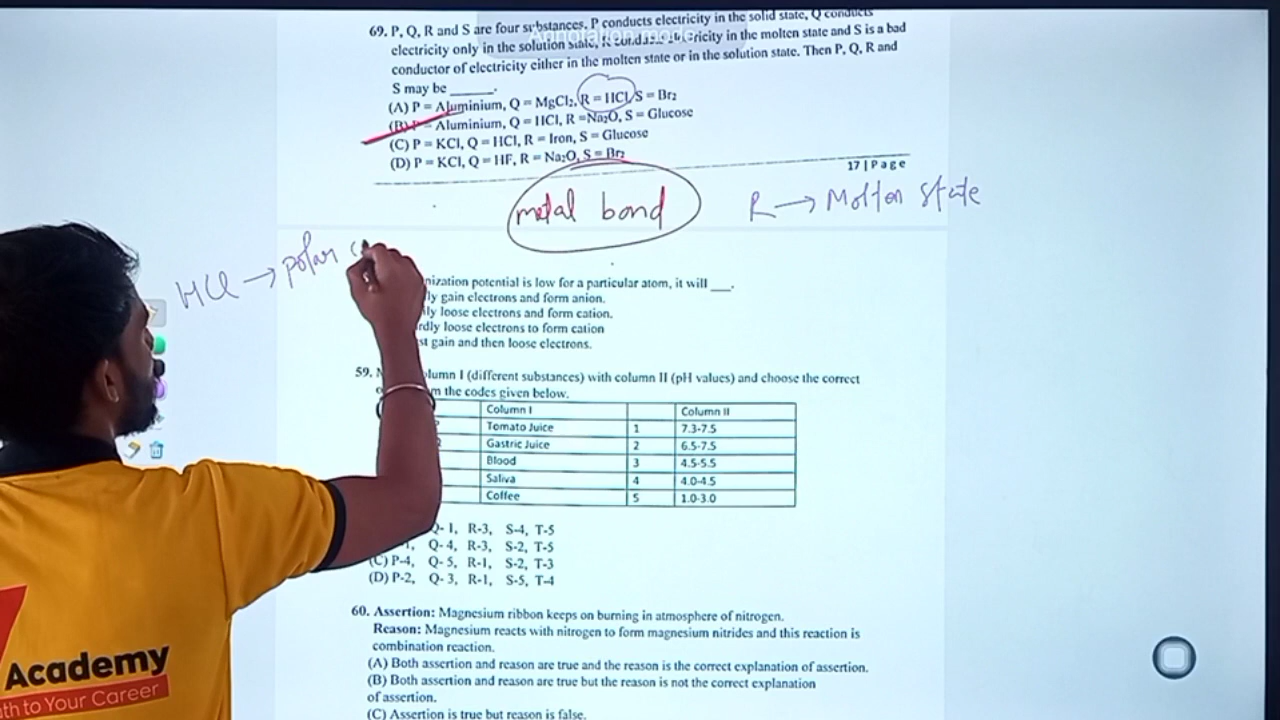 69. P, Q, R and S are four substances. P conducts electricity in the solid state, Q conducts
electricity only in the solution state, R electricity in the molten state and S is a bad
conductor of electricity either in the molten state or in the solution state. Then P, Q, R and
S may be ______.
(A) P = Aluminium, Q = MgCl₂, R = HCl, S = Br₂
(B) P = Aluminium, Q = HCl, R =Na₂O, S = Glucose
(C) P = KCl, Q = HCl, R = Iron, S = Glucose
(D) P = KCl, Q = HF, R = Na₂O, S = Br₂
17 | Page
metal bond
R → Molten State
HCl → polar
nization potential is low for a particular atom, it will ___.
ly gain electrons and form anion.
ly loose electrons and form cation.
rdly loose electrons to form cation
st gain and then loose electrons.
59. lumn I (different substances) with column II (pH values) and choose the correct
m the codes given below.
Column I Column II
Tomato Juice 1 7.3-7.5
Gastric Juice 2 6.5-7.5
Blood 3 4.5-5.5
Saliva 4 4.0-4.5
Coffee 5 1.0-3.0
Q- 1, R-3, S-4, T-5
Q- 4, R-3, S-2, T-5
(C) P-4, Q- 5, R-1, S-2, T-3
(D) P-2, Q- 3, R-1, S-5, T-4
60. Assertion: Magnesium ribbon keeps on burning in atmosphere of nitrogen.
Reason: Magnesium reacts with nitrogen to form magnesium nitrides and this reaction is
combination reaction.
(A) Both assertion and reason are true and the reason is the correct explanation of assertion.
(B) Both assertion and reason are true but the reason is not the correct explanation
of assertion.
(C) Assertion is true but reason is false.
Academy
th to Your Career